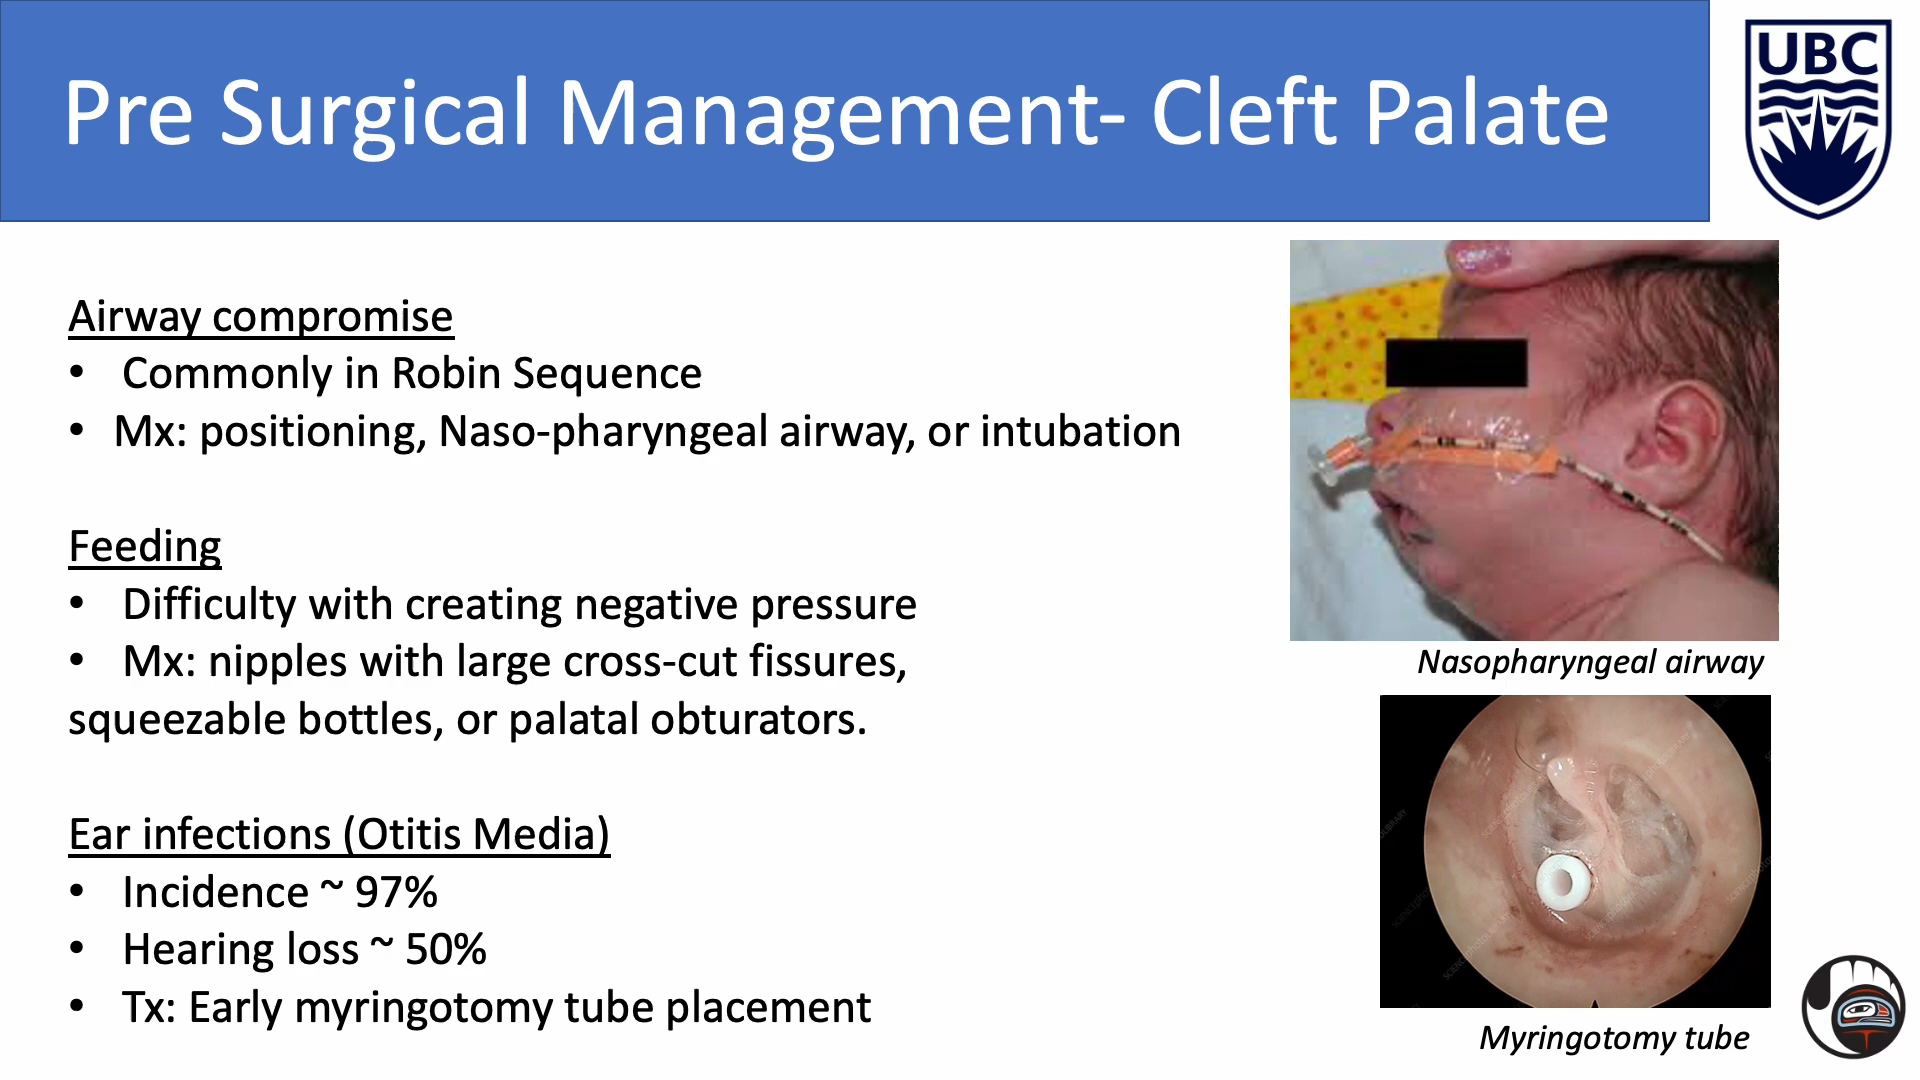 Pre Surgical Management- Cleft Palate
UBC
Airway compromise
• Commonly in Robin Sequence
• Mx: positioning, Naso-pharyngeal airway, or intubation
Feeding
• Difficulty with creating negative pressure
• Mx: nipples with large cross-cut fissures,
squeezable bottles, or palatal obturators.
Ear infections (Otitis Media)
• Incidence ~ 97%
• Hearing loss ~ 50%
• Tx: Early myringotomy tube placement
Nasopharyngeal airway
Myringotomy tube